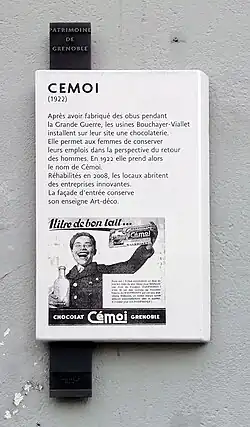 PATRIMOINE
DE
GRENOBLE
CEMOI
(1922)
Après avoir fabriqué des obus pendant
la Grande Guerre, les usines Bouchayer-Viallet
installent sur leur site une chocolaterie.
Elle permet aux femmes de conserver
leurs emplois dans la perspective du retour
des hommes. En 1922 elle prend alors
le nom de Cémoi.
Réhabilités en 2008, les locaux abritent
des entreprises innovantes.
La façade d'entrée conserve
son enseigne Art-déco.
1 litre de bon lait...
Cémoi
CHOCOLAT Cémoi GRENOBLE